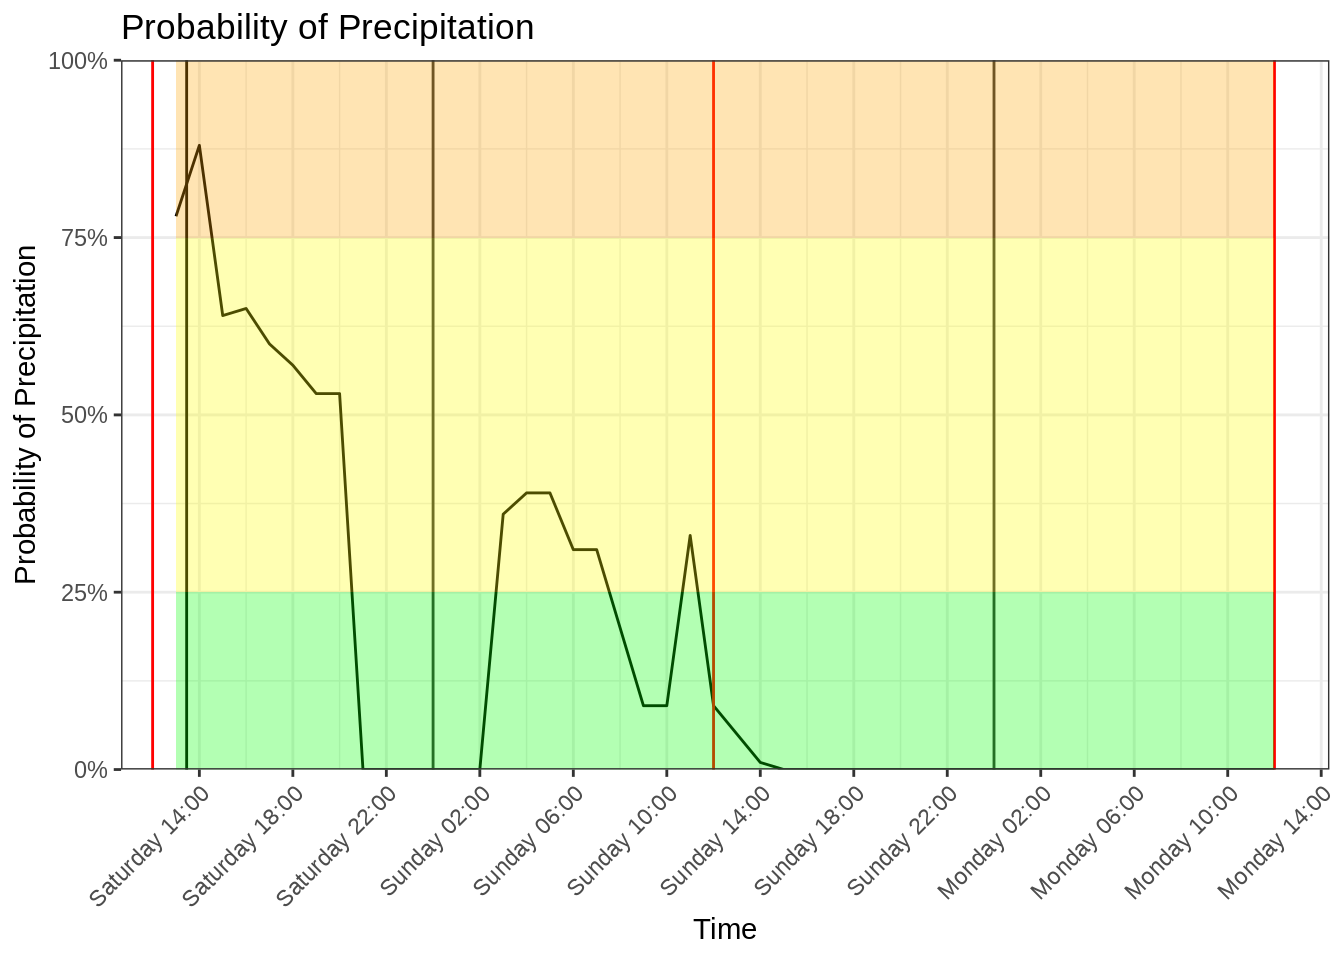 Probability of Precipitation
Probability of Precipitation
100%
75%
50%
25%
0%
Saturday 14:00
Saturday 18:00
Saturday 22:00
Sunday 02:00
Sunday 06:00
Sunday 10:00
Sunday 14:00
Sunday 18:00
Sunday 22:00
Monday 02:00
Monday 06:00
Monday 10:00
Monday 14:00
Time